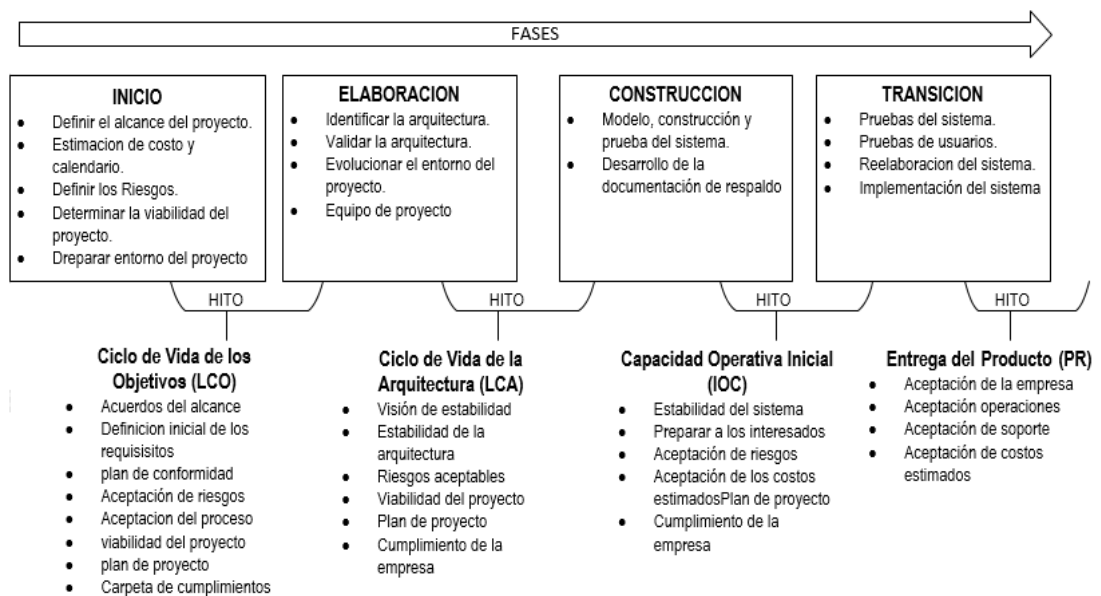 FASES
INICIO
• Definir el alcance del proyecto.
• Estimacion de costo y
calendario.
• Definir los Riesgos.
• Determinar la viabilidad del
proyecto.
• Dreparar entorno del proyecto
ELABORACION
• Identificar la arquitectura.
• Validar la arquitectura.
• Evolucionar el entorno del
proyecto.
• Equipo de proyecto
CONSTRUCCION
• Modelo, construcción y
prueba del sistema.
• Desarrollo de la
documentación de respaldo
TRANSICION
• Pruebas del sistema.
• Pruebas de usuarios.
• Reelaboracion del sistema.
• Implementación del sistema
HITO
HITO
HITO
HITO
Ciclo de Vida de los
Objetivos (LCO)
• Acuerdos del alcance
• Definicion inicial de los
requisisitos
• plan de conformidad
• Aceptación de riesgos
• Aceptacion del proceso
• viabilidad del proyecto
• plan de proyecto
• Carpeta de cumplimientos
Ciclo de Vida de la
Arquitectura (LCA)
• Visión de estabilidad
• Estabilidad de la
arquitectura
• Riesgos aceptables
• Viabilidad del proyecto
• Plan de proyecto
• Cumplimiento de la
empresa
Capacidad Operativa Inicial
(IOC)
• Estabilidad del sistema
• Preparar a los interesados
• Aceptación de riesgos
• Aceptación de los costos
estimadosPlan de proyecto
• Cumplimiento de la
empresa
Entrega del Producto (PR)
• Aceptación de la empresa
• Aceptación operaciones
• Aceptación de soporte
• Aceptación de costos
estimados